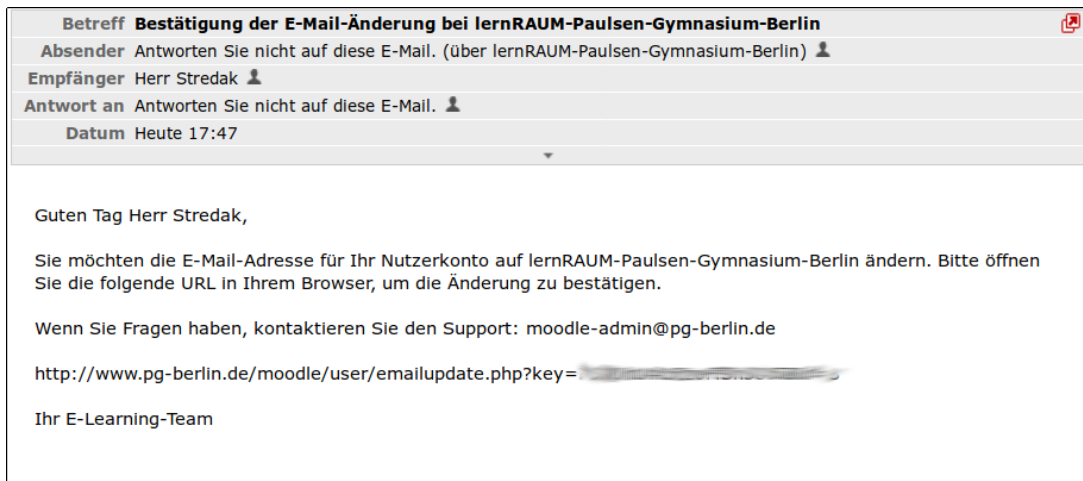 Betreff Bestätigung der E-Mail-Änderung bei lernRAUM-Paulsen-Gymnasium-Berlin
Absender Antworten Sie nicht auf diese E-Mail. (über lernRAUM-Paulsen-Gymnasium-Berlin)
Empfänger Herr Stredak
Antwort an Antworten Sie nicht auf diese E-Mail.
Datum Heute 17:47
Guten Tag Herr Stredak,
Sie möchten die E-Mail-Adresse für Ihr Nutzerkonto auf lernRAUM-Paulsen-Gymnasium-Berlin ändern. Bitte öffnen
Sie die folgende URL in Ihrem Browser, um die Änderung zu bestätigen.
Wenn Sie Fragen haben, kontaktieren Sie den Support: moodle-admin@pg-berlin.de
http://www.pg-berlin.de/moodle/user/emailupdate.php?key=
Ihr E-Learning-Team